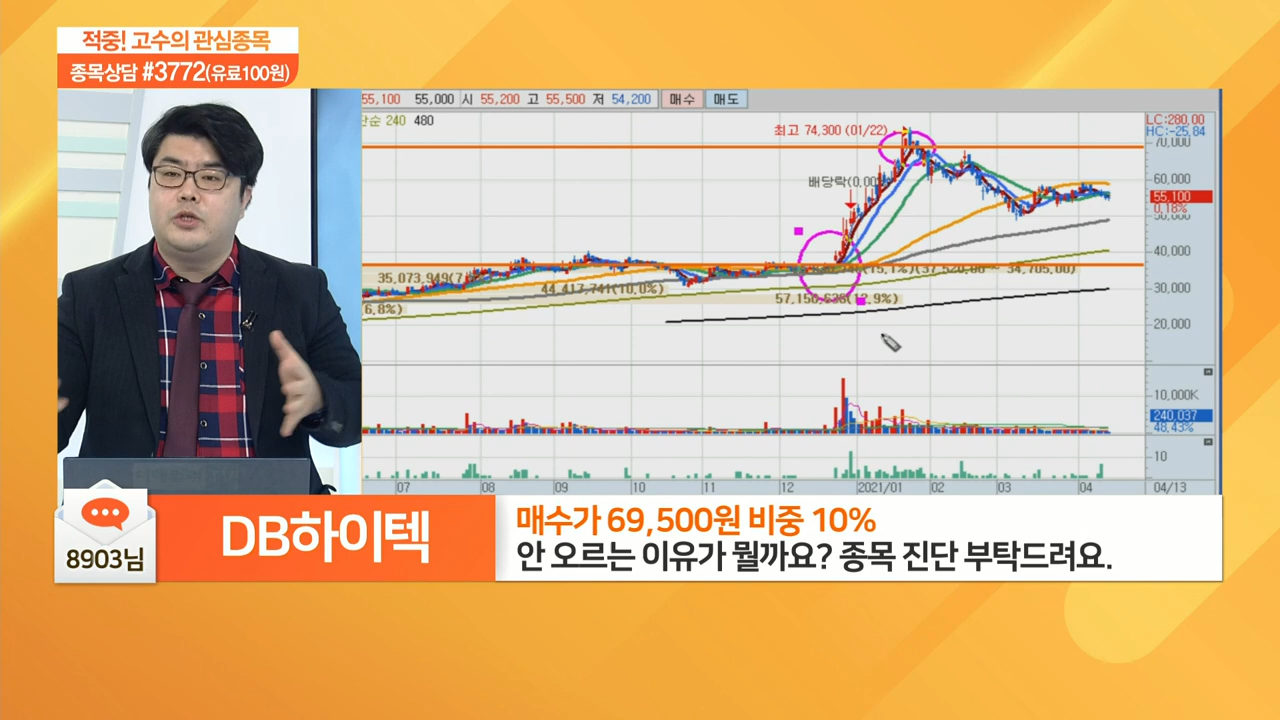 적중! 고수의 관심종목
종목상담 #3772(유료100원)
55,100 55,000 시 55,200 고 55,500 저 54,200 매수 매도
단순 240 480
최고 74,300 (01/22)
LC:280.00
HC:-25.84
70,000
배당락(0.00)
60,000
55,100
0.18%
50,000
40,000
30,000
20,000
44,417,741(10.0%)
6.8%)
10,000K
240,037
48.43%
10
07 08 09 10 11 12 2021/01 02 03 04 04/13
8903님
DB하이텍
매수가 69,500원 비중 10%
안 오르는 이유가 뭘까요? 종목 진단 부탁드려요.